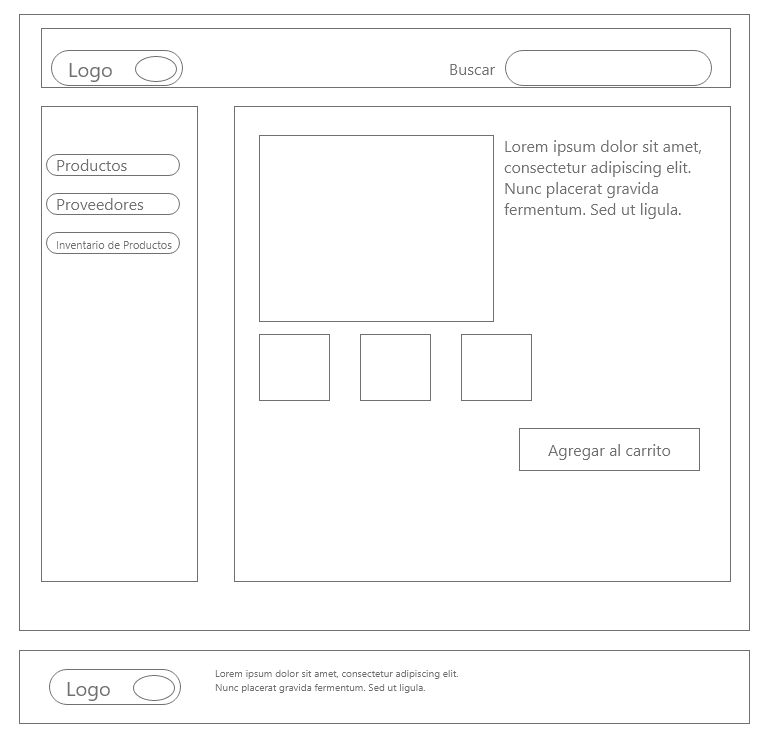 Logo
Buscar
Productos
Proveedores
Inventario de Productos
Lorem ipsum dolor sit amet,
consectetur adipiscing elit.
Nunc placerat gravida
fermentum. Sed ut ligula.
Agregar al carrito
Logo
Lorem ipsum dolor sit amet, consectetur adipiscing elit.
Nunc placerat gravida fermentum. Sed ut ligula.